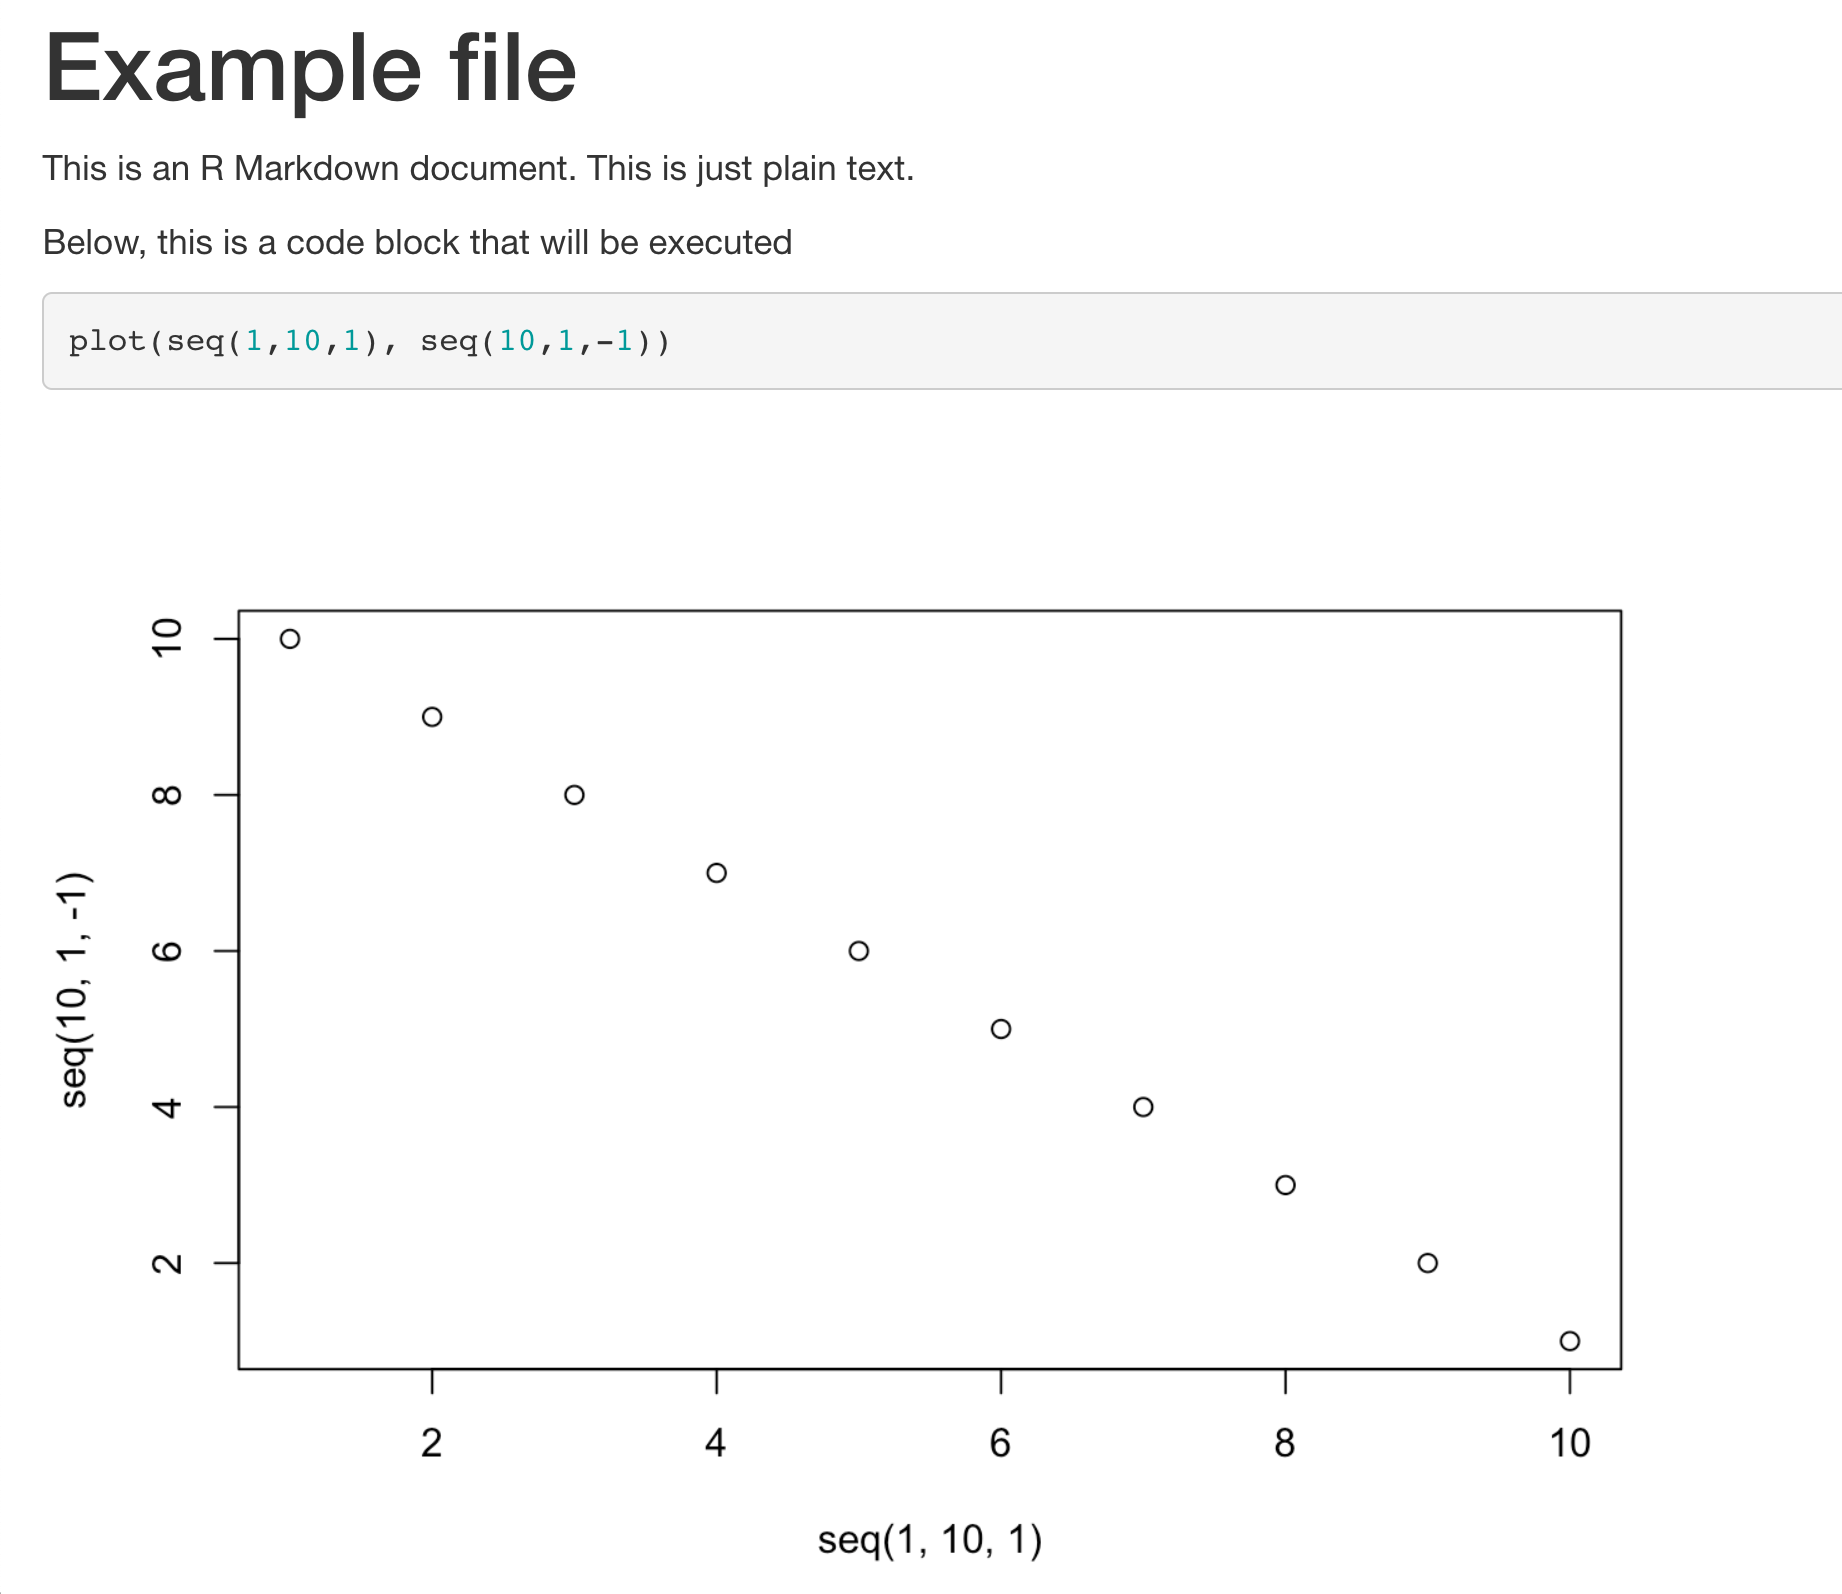 Example file
This is an R Markdown document. This is just plain text.
Below, this is a code block that will be executed
plot(seq(1,10,1), seq(10,1,-1))
10
8
6
4
2
seq(10, 1, -1)
2 4 6 8 10
seq(1, 10, 1)